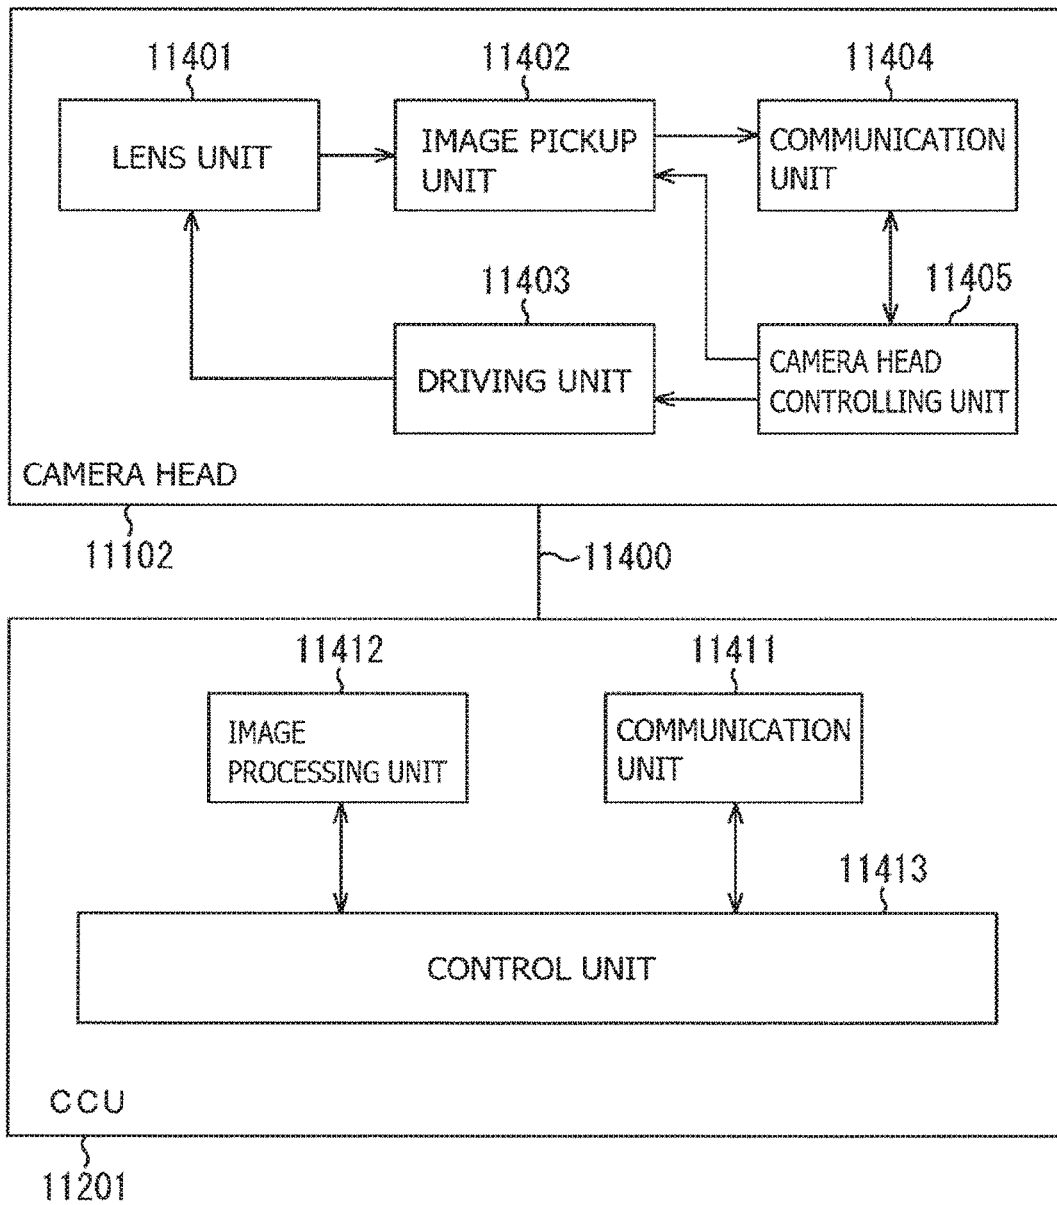 11401
11402
11404
LENS UNIT
IMAGE PICKUP
UNIT
COMMUNICATION
UNIT
11403
11405
DRIVING UNIT
CAMERA HEAD
CONTROLLING UNIT
CAMERA HEAD
11102
11400
11412
11411
IMAGE
PROCESSING UNIT
COMMUNICATION
UNIT
11413
CONTROL UNIT
CCU
11201